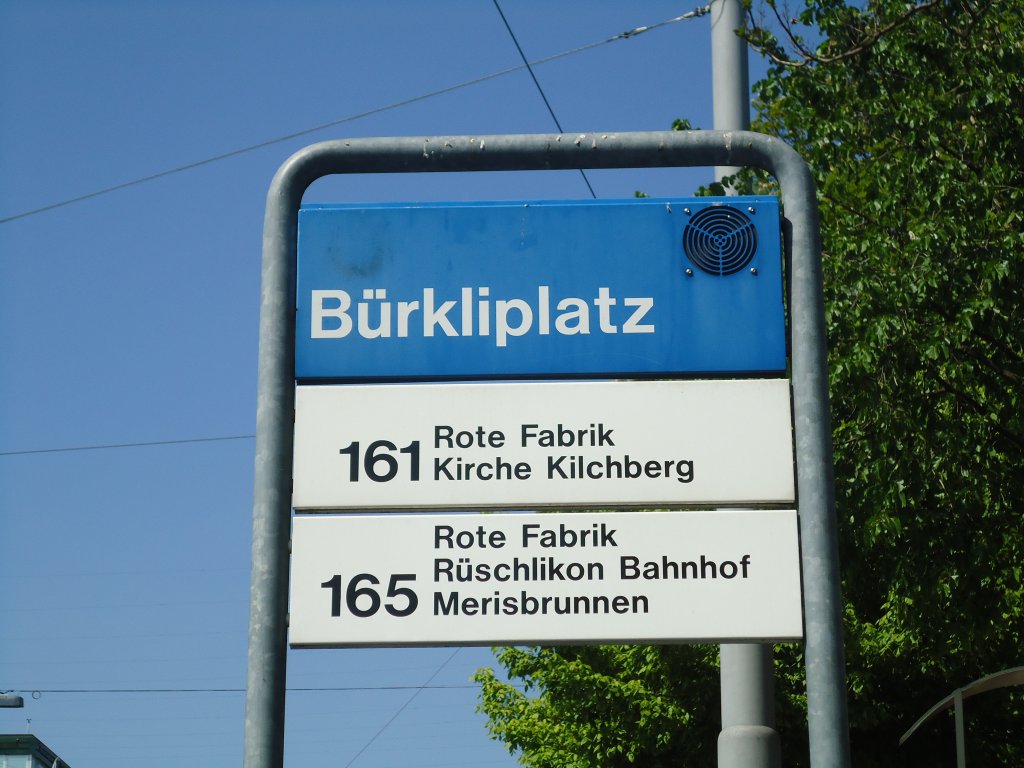 Bürkliplatz
161 Rote Fabrik
Kirche Kilchberg
165 Rote Fabrik
Rüschlikon Bahnhof
Merisbrunnen